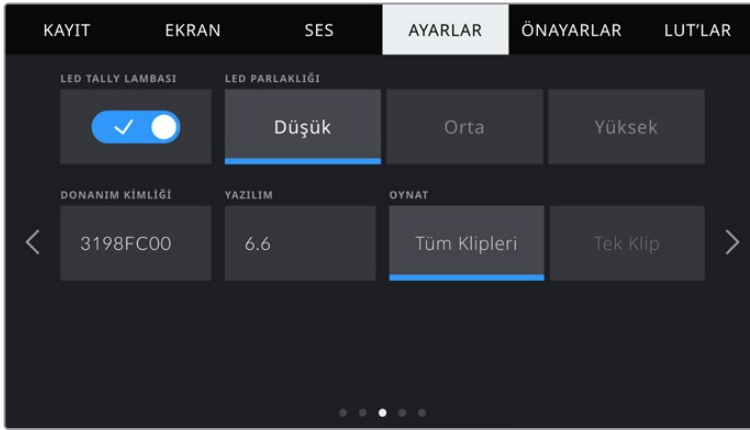 KAYIT EKRAN SES AYARLAR ÖNAYARLAR LUT'LAR
LED TALLY LAMBASI LED PARLAKLIĞI
Düşük Orta Yüksek
DONANIM KİMLİĞİ YAZILIM OYNAT
3198FC00 6.6 Tüm Klipleri Tek Klip